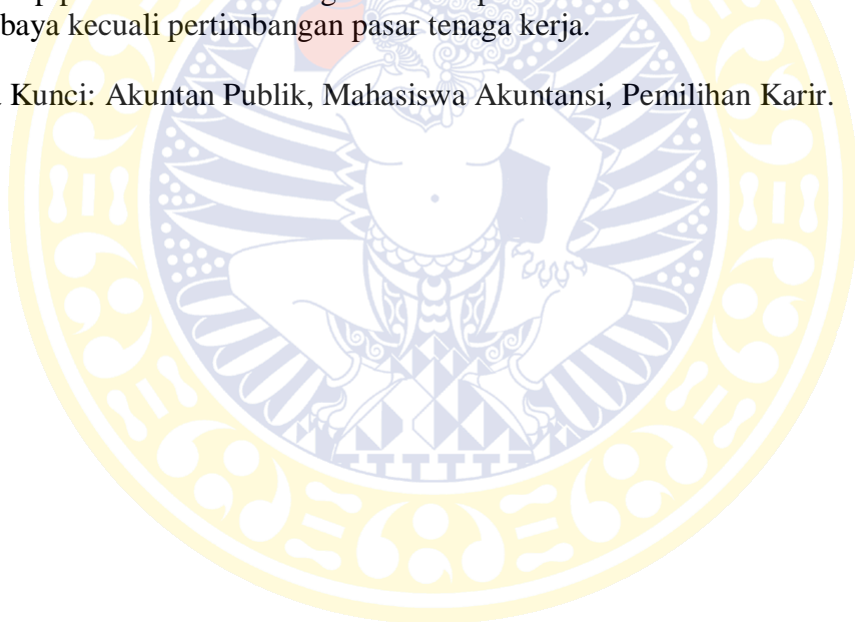 baya kecuali pertimbangan pasar tenaga kerja.
Kunci: Akuntan Publik, Mahasiswa Akuntansi, Pemilihan Karir.